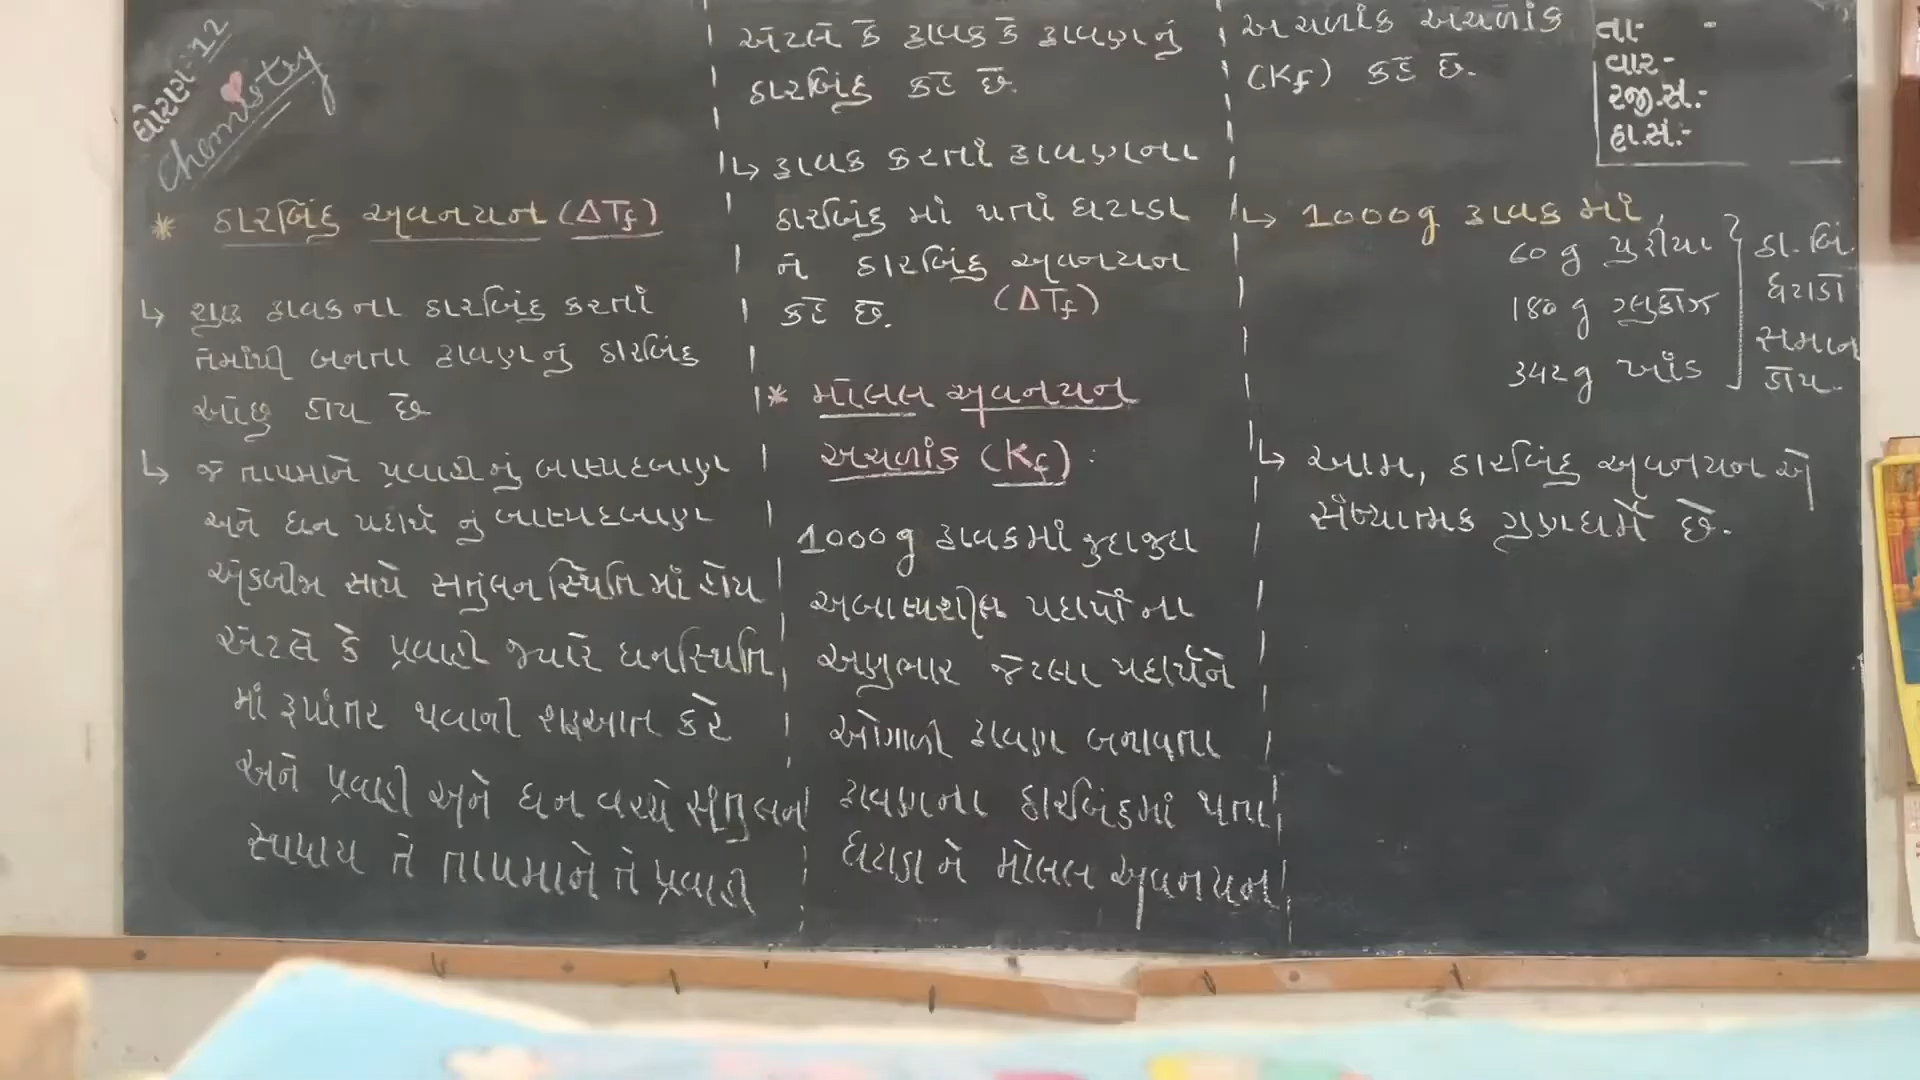 ધોરણ:-12
Chemistry
* ઠારબિંદુ અવનયન (ΔTf)
↳ શુદ્ધ દ્રાવકના ઠારબિંદુ કરતાં
તેમાંથી બનતા દ્રાવણનું ઠારબિંદુ
ઓછુ હોય છે
↳ જે તાપમાને પ્રવાહીનું બાષ્પદબાણ
અને ઘન પદાર્થ નું બાષ્પદબાણ
એકબીજા સાથે સતુંલન સ્થિતિ માં હોય
એટલે કે પ્રવાહી જ્યારે ઘનસ્થિતિ
માં રૂપાંતર થવાની શરૂઆત કરે
અને પ્રવાહી અને ઘન વચ્ચે સંતુલન
સ્થપાય તે તાપમાને તે પ્રવાહી
એટલે કે દ્રાવક કે દ્રાવણનું
ઠારબિંદુ કહે છે.
↳ દ્રાવક કરતાં દ્રાવણના
ઠારબિંદુ માં થતાં ઘટાડા
ને ઠારબિંદુ અવનયન
કહે છે. (ΔTf)
* મોલલ અવનયન
અચળાંક (Kf) :
1000g દ્રાવકમાં જુદાજુદા
અબાષ્પશીલ પદાર્થો ના
અણુભાર જેટલા પદાર્થને
ઓગાળી દ્રાવણ બનાવતા
દ્રાવણના ઠારબિંદુમાં થતા
ઘટાડા ને મોલલ અવનયન
અચળાંક અચળાંક
(Kf) કહે છે.
↳ 1000g દ્રાવક માં,
60 g યુરીયા
180 g ગ્લુકોઝ
342 g ખાંડ
ઠા. બિં.
ઘટાડો
સમાન
હોય.
↳ આમ, ઠારબિંદુ અવનયન એ
સંખ્યાત્મક ગુણધર્મ છે.
તા.-
વાર-
રજી.સં.:-
હા.સં.:-